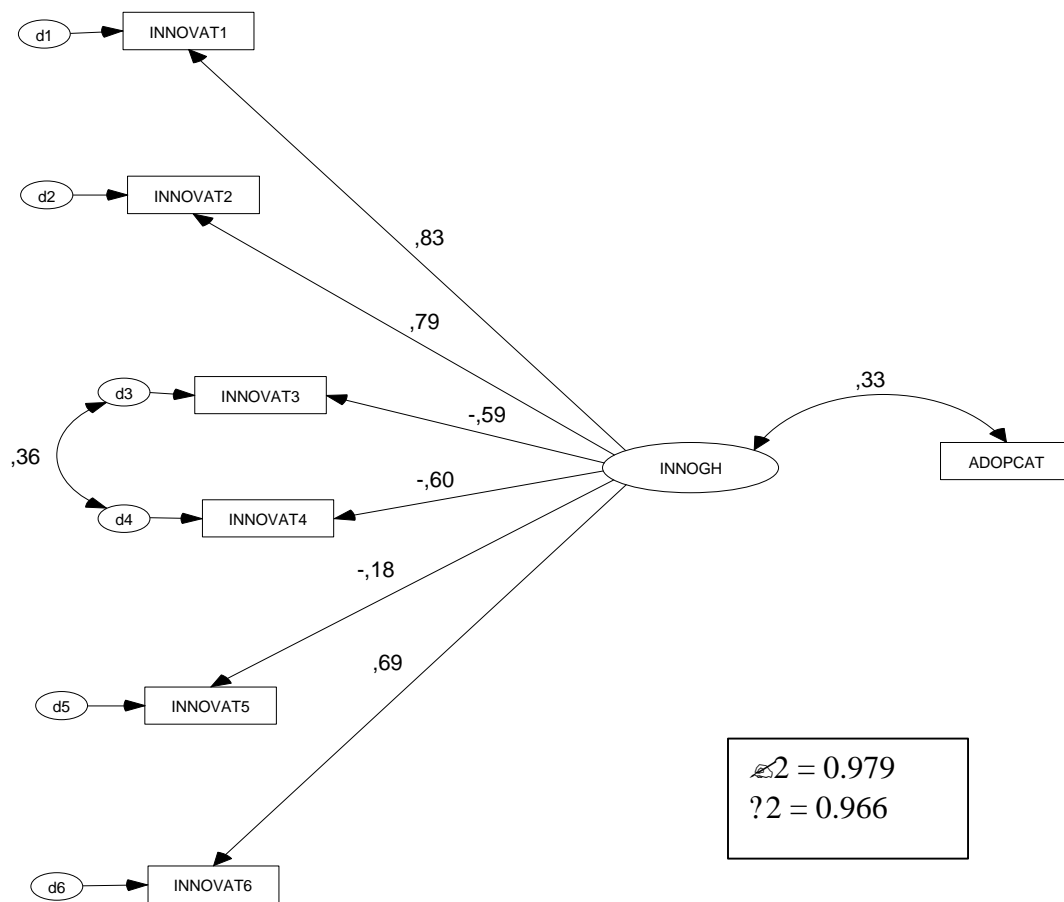 d1
INNOVAT1
d2
INNOVAT2
,83
,79
d3
INNOVAT3
-,59
,33
,36
INNOGH
ADOPCAT
-,60
d4
INNOVAT4
-,18
,69
d5
INNOVAT5
✍2 = 0.979
?2 = 0.966
d6
INNOVAT6